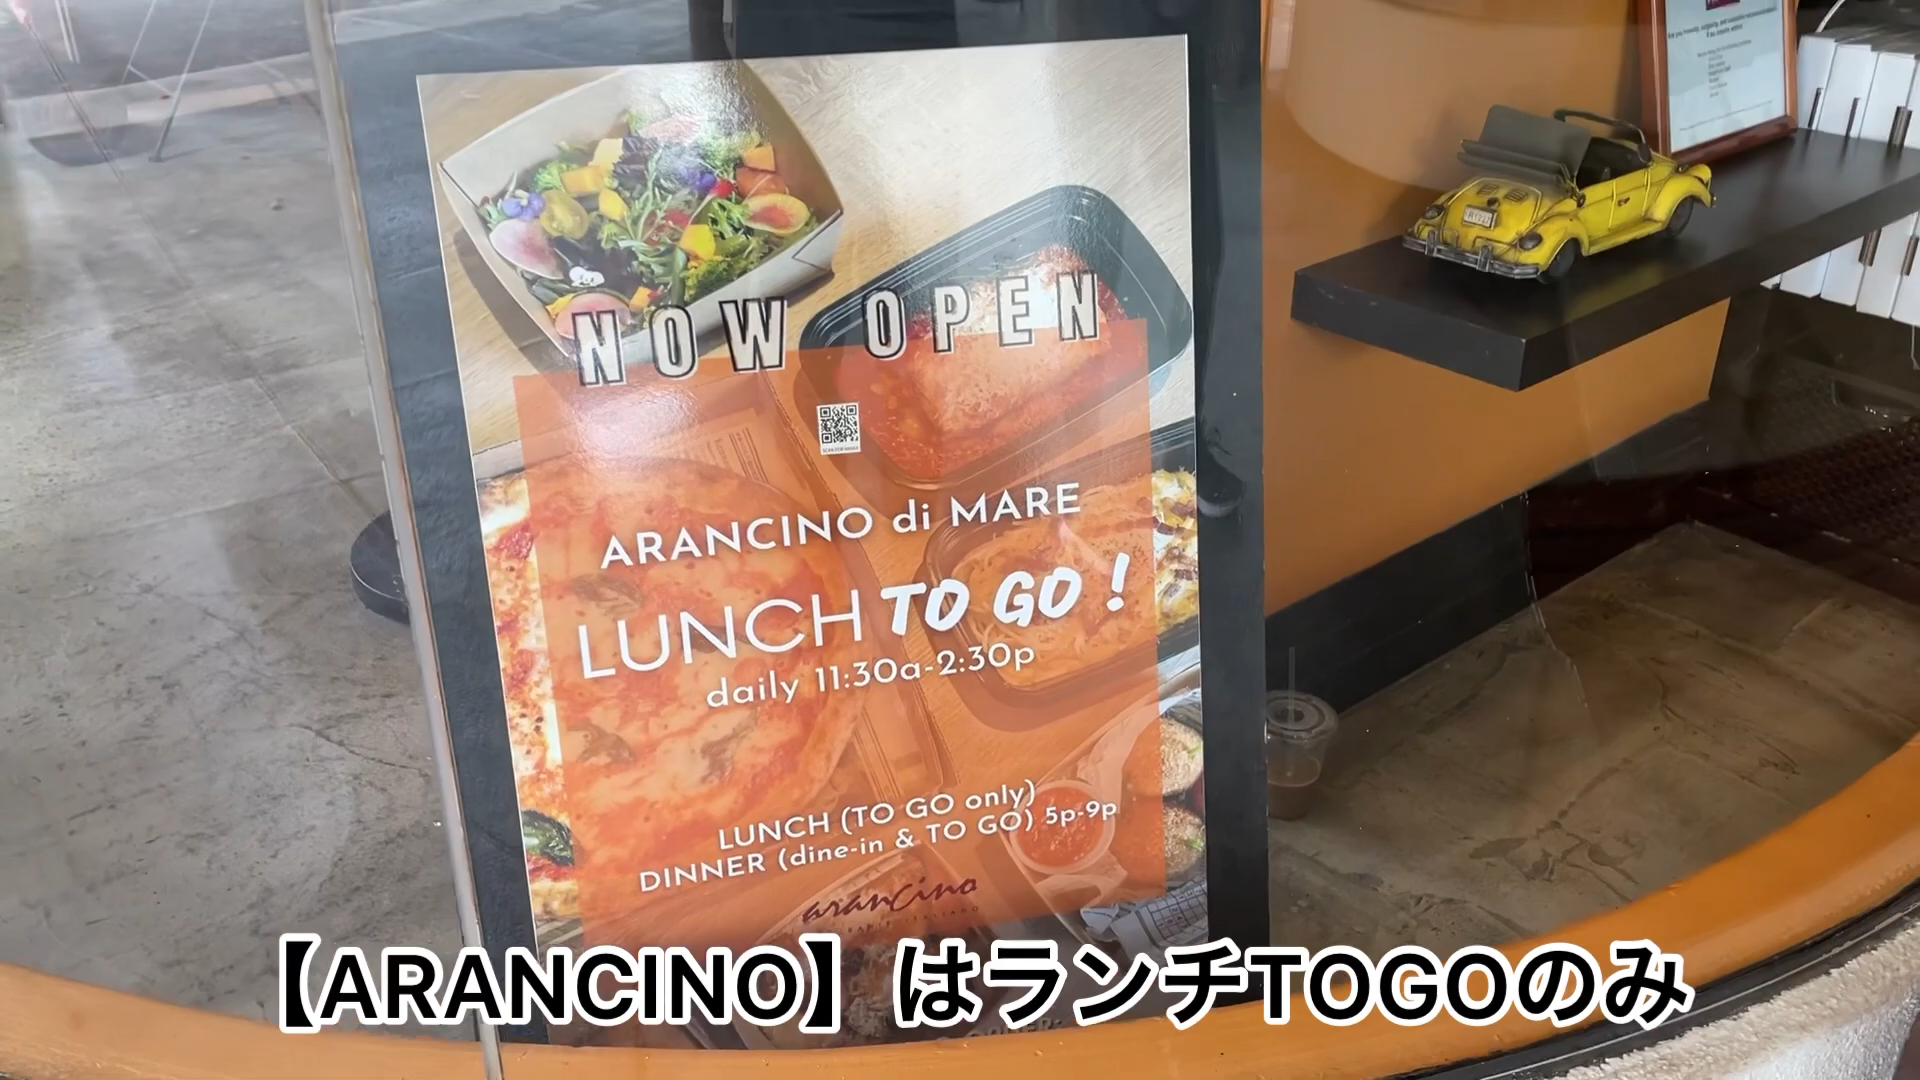 NOW OPEN
ARANCINO di MARE
LUNCH TO GO !
daily 11:30a-2:30p
LUNCH (TO GO only)
DINNER (dine-in & TO GO) 5p-9p
arancino
【ARANCINO】はランチTOGOのみ